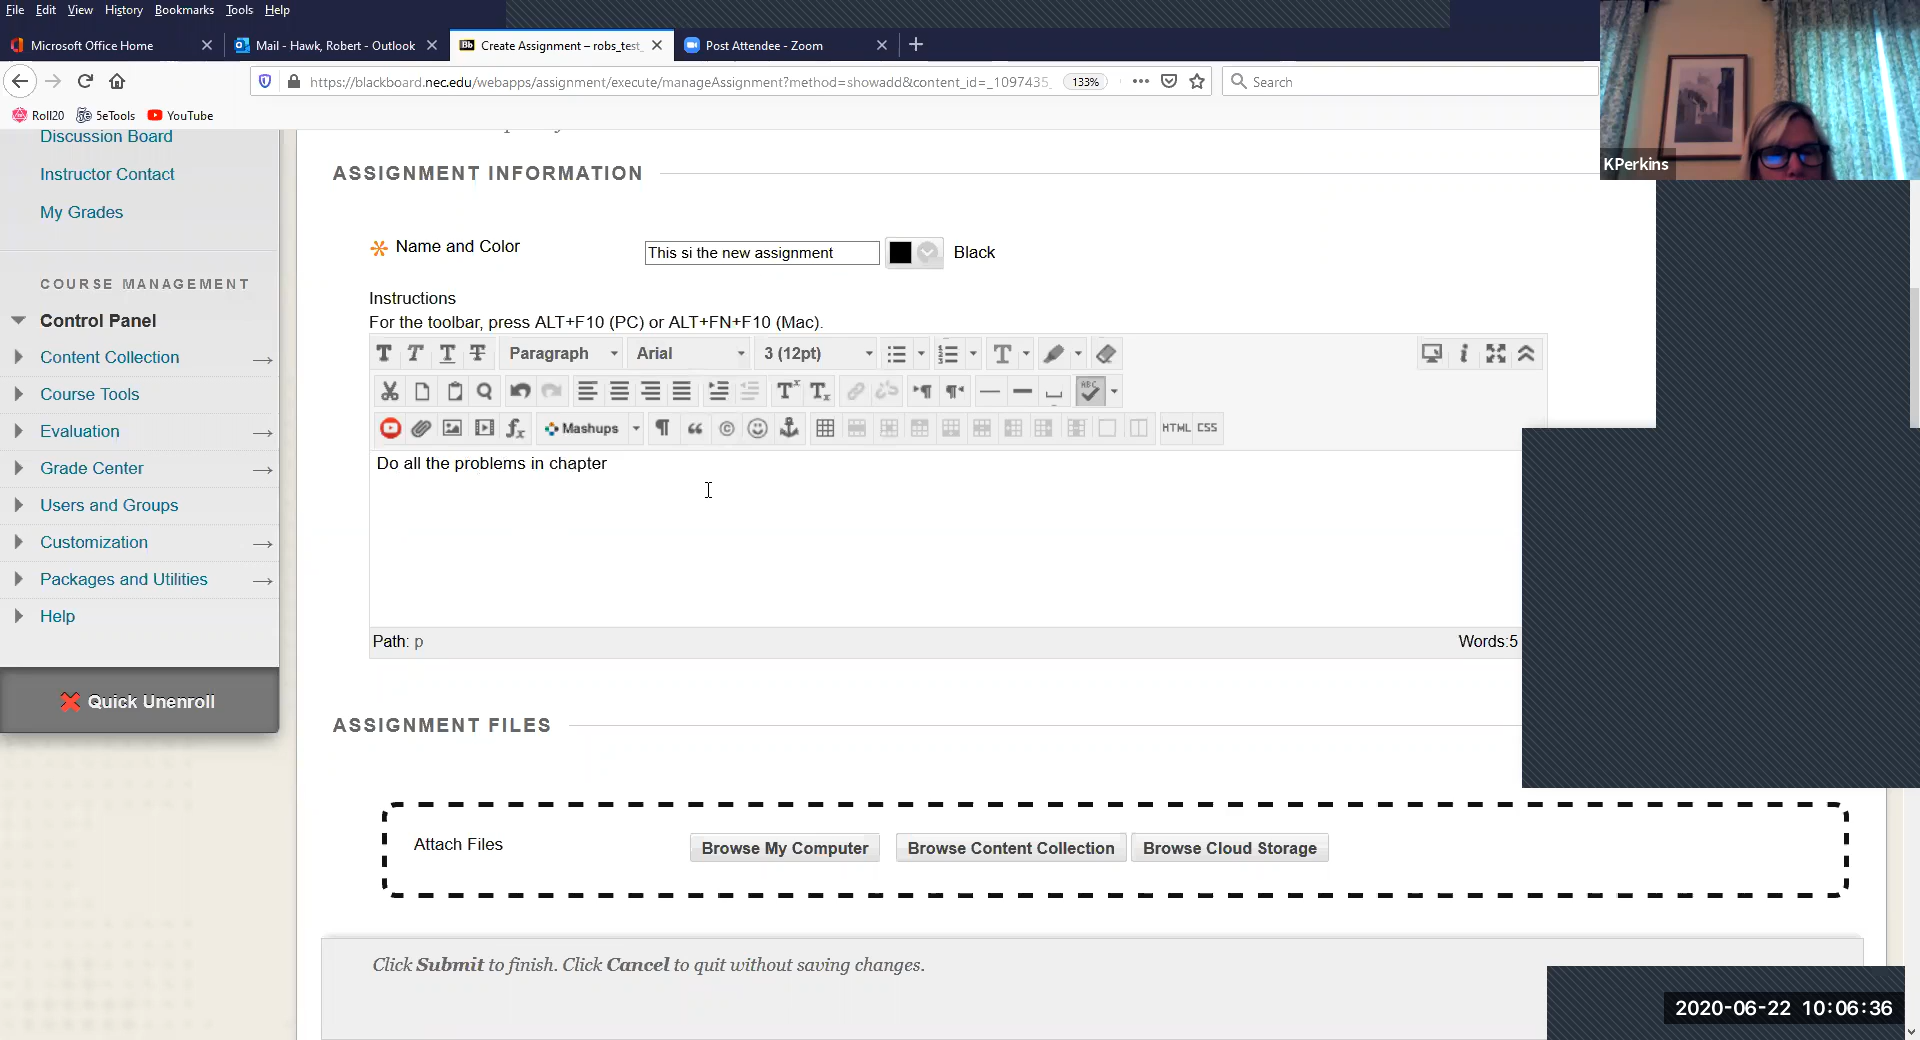 File Edit View History Bookmarks Tools Help
Microsoft Office Home
Mail - Hawk, Robert - Outlook
Create Assignment – robs_test_
Post Attendee - Zoom
https://blackboard.nec.edu/webapps/assignment/execute/manageAssignment?method=showadd&content_id=_1097435_
133%
Search
Roll20
5eTools
YouTube
KPerkins
Discussion Board
Instructor Contact
My Grades
COURSE MANAGEMENT
Control Panel
Content Collection
Course Tools
Evaluation
Grade Center
Users and Groups
Customization
Packages and Utilities
Help
Quick Unenroll
ASSIGNMENT INFORMATION
Name and Color
This si the new assignment
Black
Instructions
For the toolbar, press ALT+F10 (PC) or ALT+FN+F10 (Mac).
T T T T Paragraph Arial 3 (12pt)
ABC
Mashups
HTML CSS
Do all the problems in chapter
Path: p
Words:5
ASSIGNMENT FILES
Attach Files
Browse My Computer
Browse Content Collection
Browse Cloud Storage
Click Submit to finish. Click Cancel to quit without saving changes.
2020-06-22 10:06:36